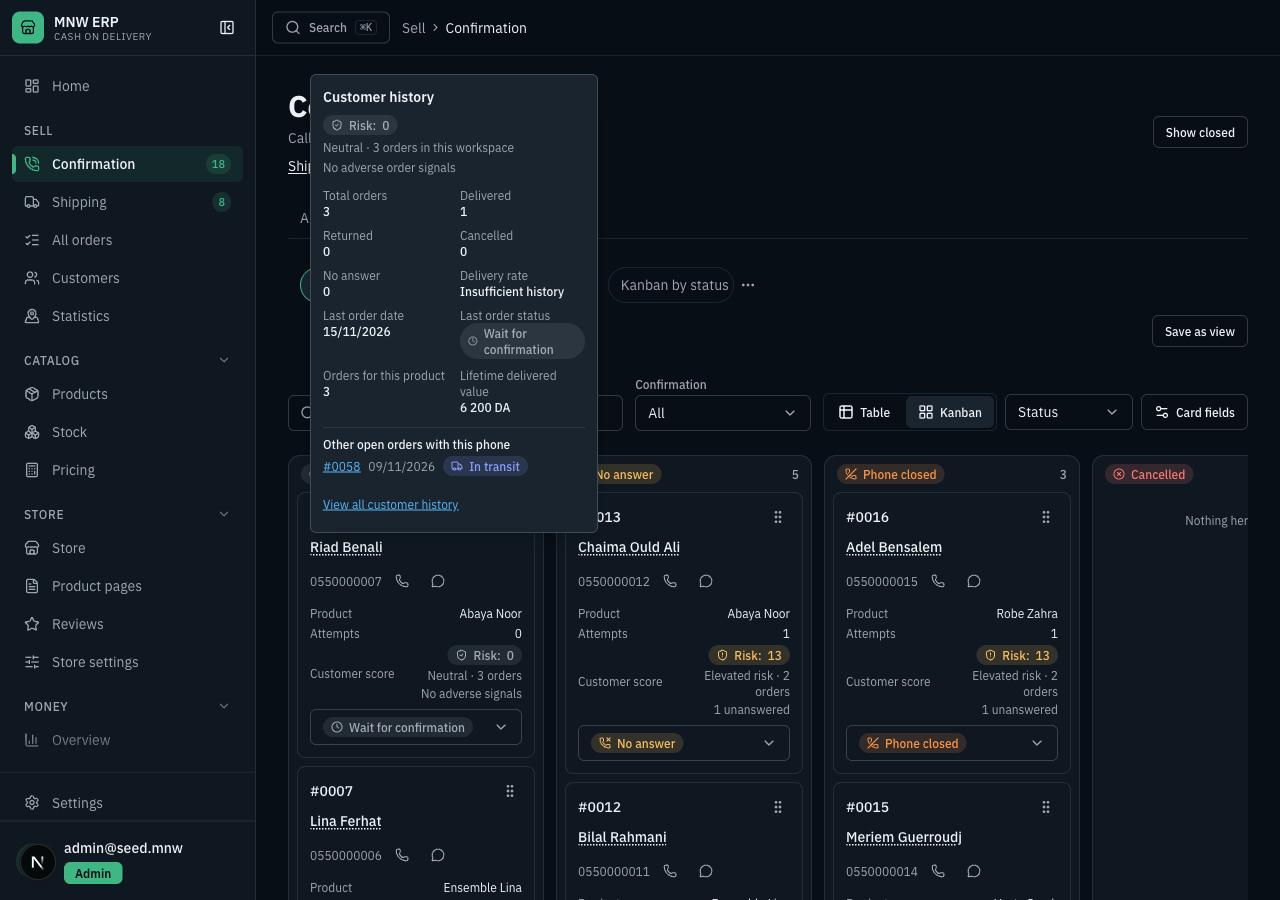 MNW ERP
CASH ON DELIVERY
Home
SELL
Confirmation 18
Shipping 8
All orders
Customers
Statistics
CATALOG
Products
Stock
Pricing
STORE
Store
Product pages
Reviews
Store settings
MONEY
Overview
Settings
admin@seed.mnw
Admin
Search ⌘K
Sell > Confirmation
Show closed
Customer history
Risk: 0
Neutral · 3 orders in this workspace
No adverse order signals
Total orders
3
Delivered
1
Returned
0
Cancelled
0
No answer
0
Delivery rate
Insufficient history
Last order date
15/11/2026
Last order status
Wait for
confirmation
Orders for this product
3
Lifetime delivered
value
6 200 DA
Other open orders with this phone
#0058 09/11/2026 In transit
View all customer history
Kanban by status
Save as view
Confirmation
All
Table
Kanban
Status
Card fields
Riad Benali
0550000007
Product Abaya Noor
Attempts 0
Customer score
Risk: 0
Neutral · 3 orders
No adverse signals
Wait for confirmation
#0007
Lina Ferhat
0550000006
Product Ensemble Lina
No answer 5
Chaima Ould Ali
0550000012
Product Abaya Noor
Attempts 1
Customer score
Risk: 13
Elevated risk · 2
orders
1 unanswered
No answer
#0012
Bilal Rahmani
0550000011
Phone closed 3
#0016
Adel Bensalem
0550000015
Product Robe Zahra
Attempts 1
Customer score
Risk: 13
Elevated risk · 2
orders
1 unanswered
Phone closed
#0015
Meriem Guerroudj
0550000014
Cancelled
Nothing her